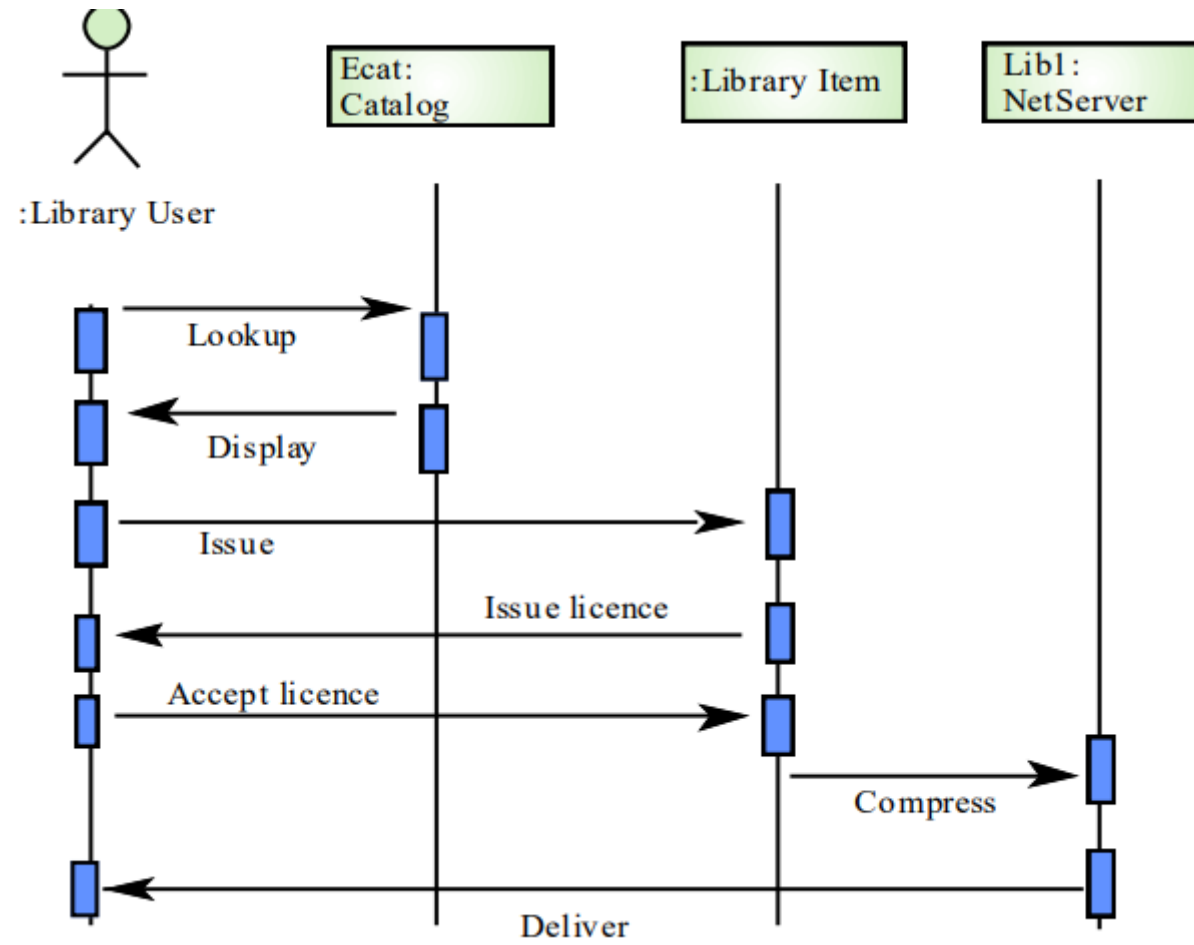 Ecat:
Catalog
:Library Item
Lib1:
NetServer
:Library User
Lookup
Display
Issue
Issue licence
Accept licence
Compress
Deliver